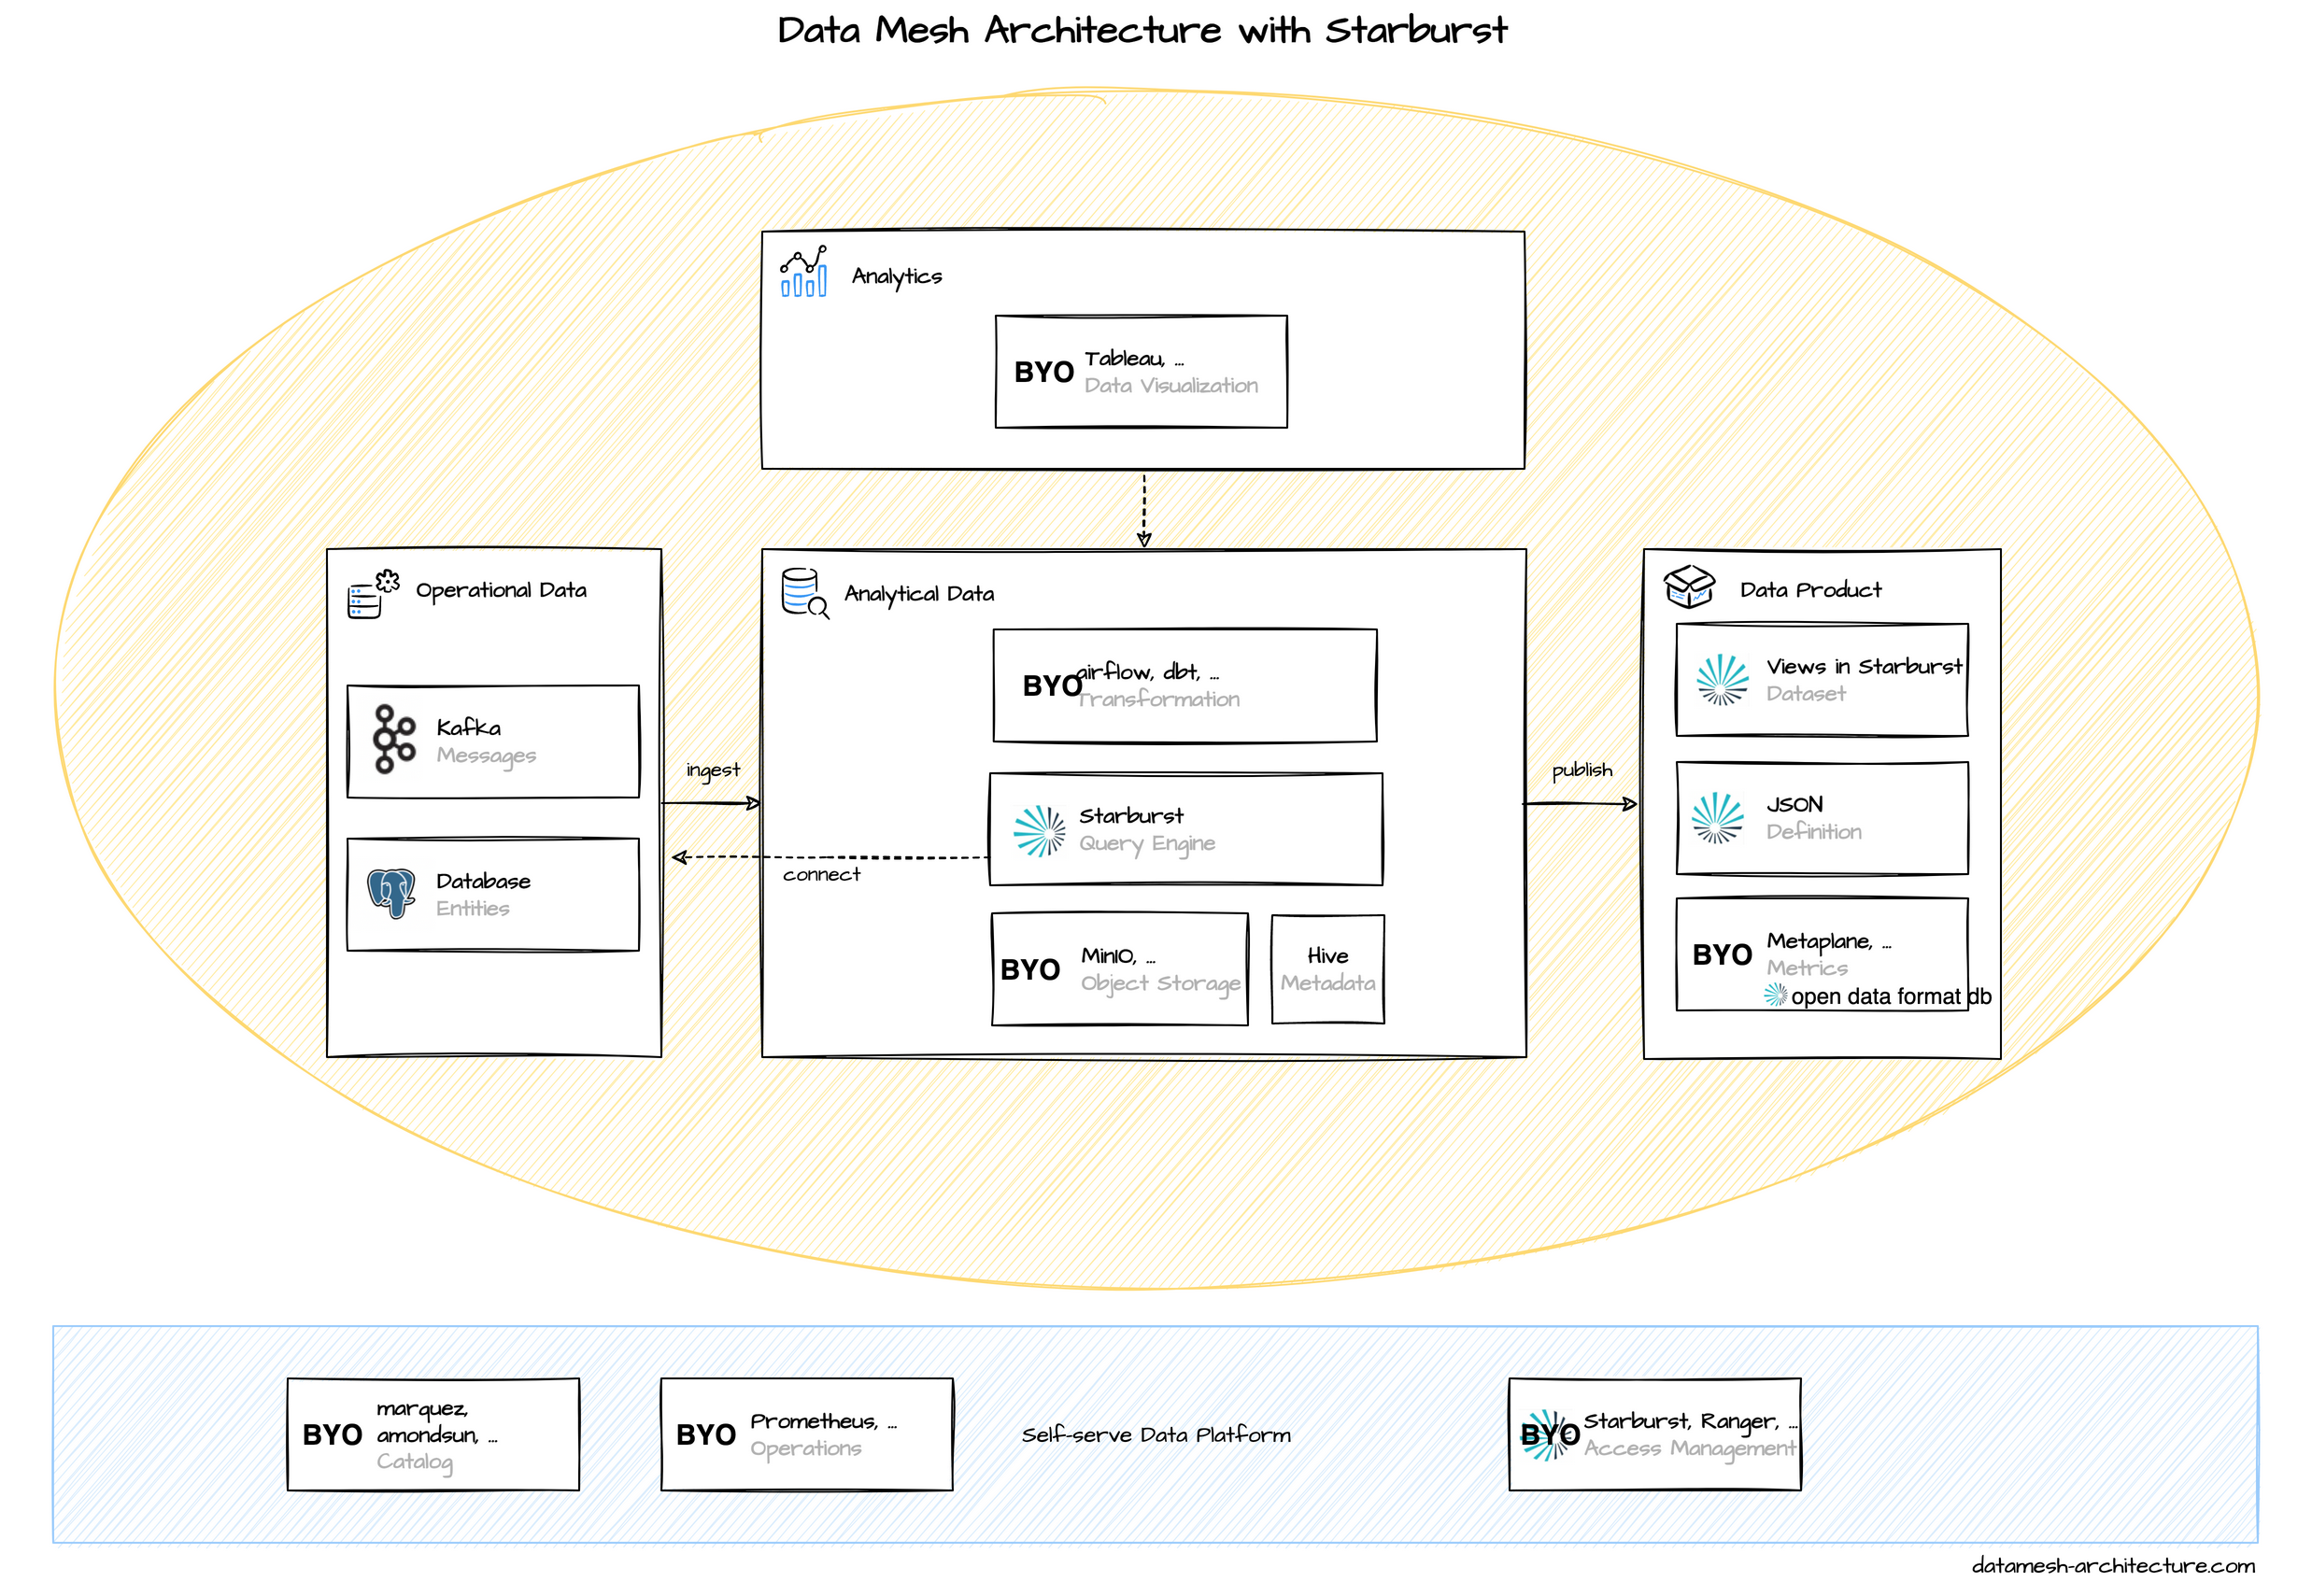 Data Mesh Architecture with Starburst
Analytics
BYO
Tableau, ...
Data Visualization
Operational Data
Kafka
Messages
Database
Entities
ingest
connect
Analytical Data
BYO
airflow, dbt, ...
Transformation
Starburst
Query Engine
BYO
MinIO, ...
Object Storage
Hive
Metadata
publish
Data Product
Views in Starburst
Dataset
JSON
Definition
BYO
Metaplane, ...
Metrics
open data format db
BYO
marquez,
amondsun, ...
Catalog
BYO
Prometheus, ...
Operations
Self-serve Data Platform
BYO
Starburst, Ranger, ...
Access Management
datamesh-architecture.com